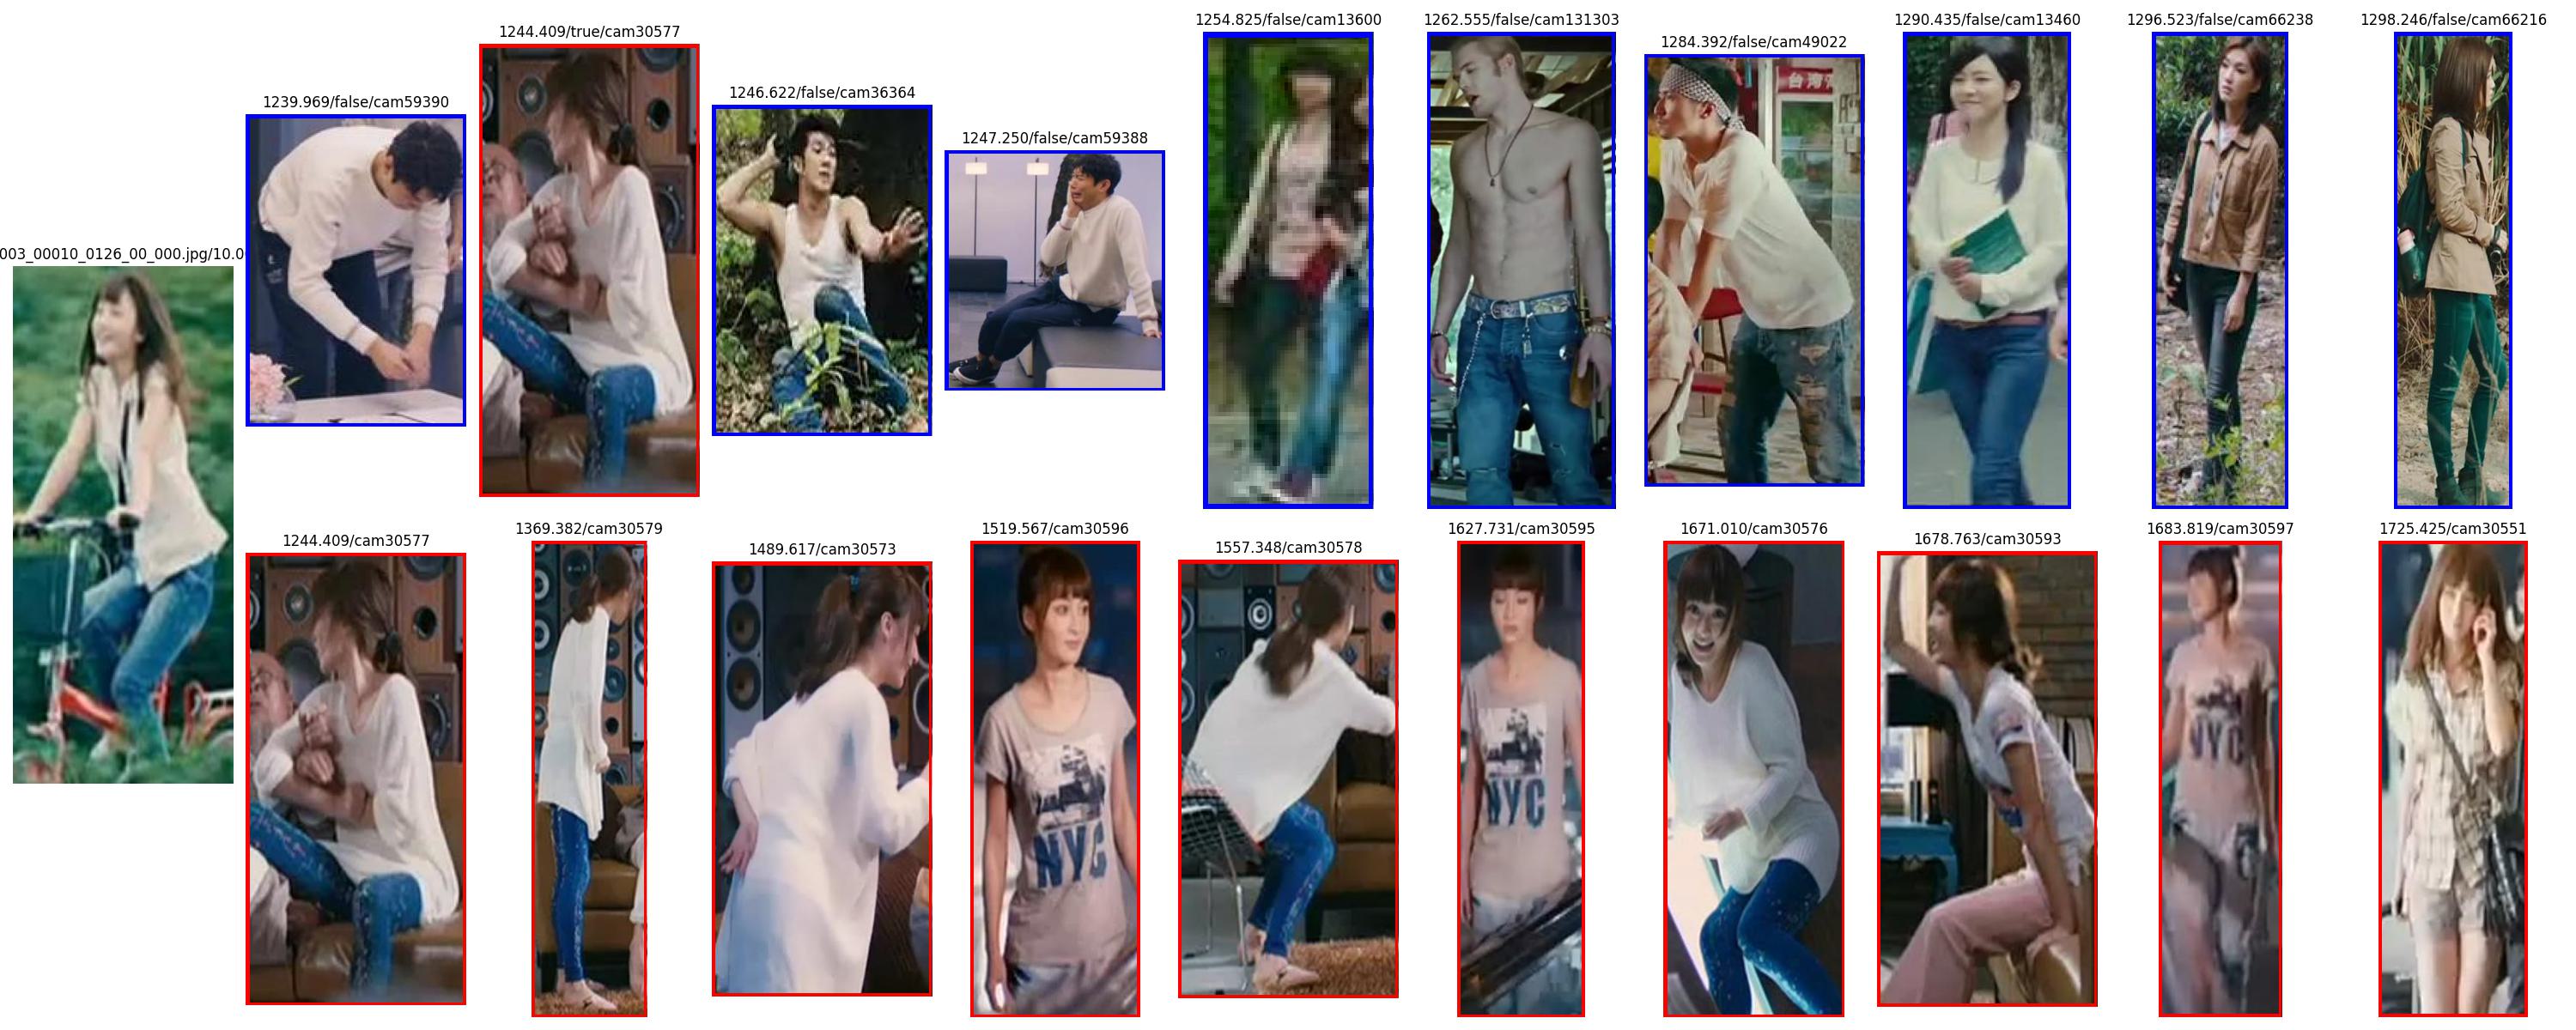 1239.969/false/cam59390
1244.409/true/cam30577
1246.622/false/cam36364
1247.250/false/cam59388
1254.825/false/cam13600
1262.555/false/cam131303
1284.392/false/cam49022
1290.435/false/cam13460
1296.523/false/cam66238
1298.246/false/cam66216
台湾
003_00010_0126_00_000.jpg/10.0
1244.409/cam30577
1369.382/cam30579
1489.617/cam30573
1519.567/cam30596
1557.348/cam30578
1627.731/cam30595
1671.010/cam30576
1678.763/cam30593
1683.819/cam30597
1725.425/cam30551
NYC
NYC
NYC